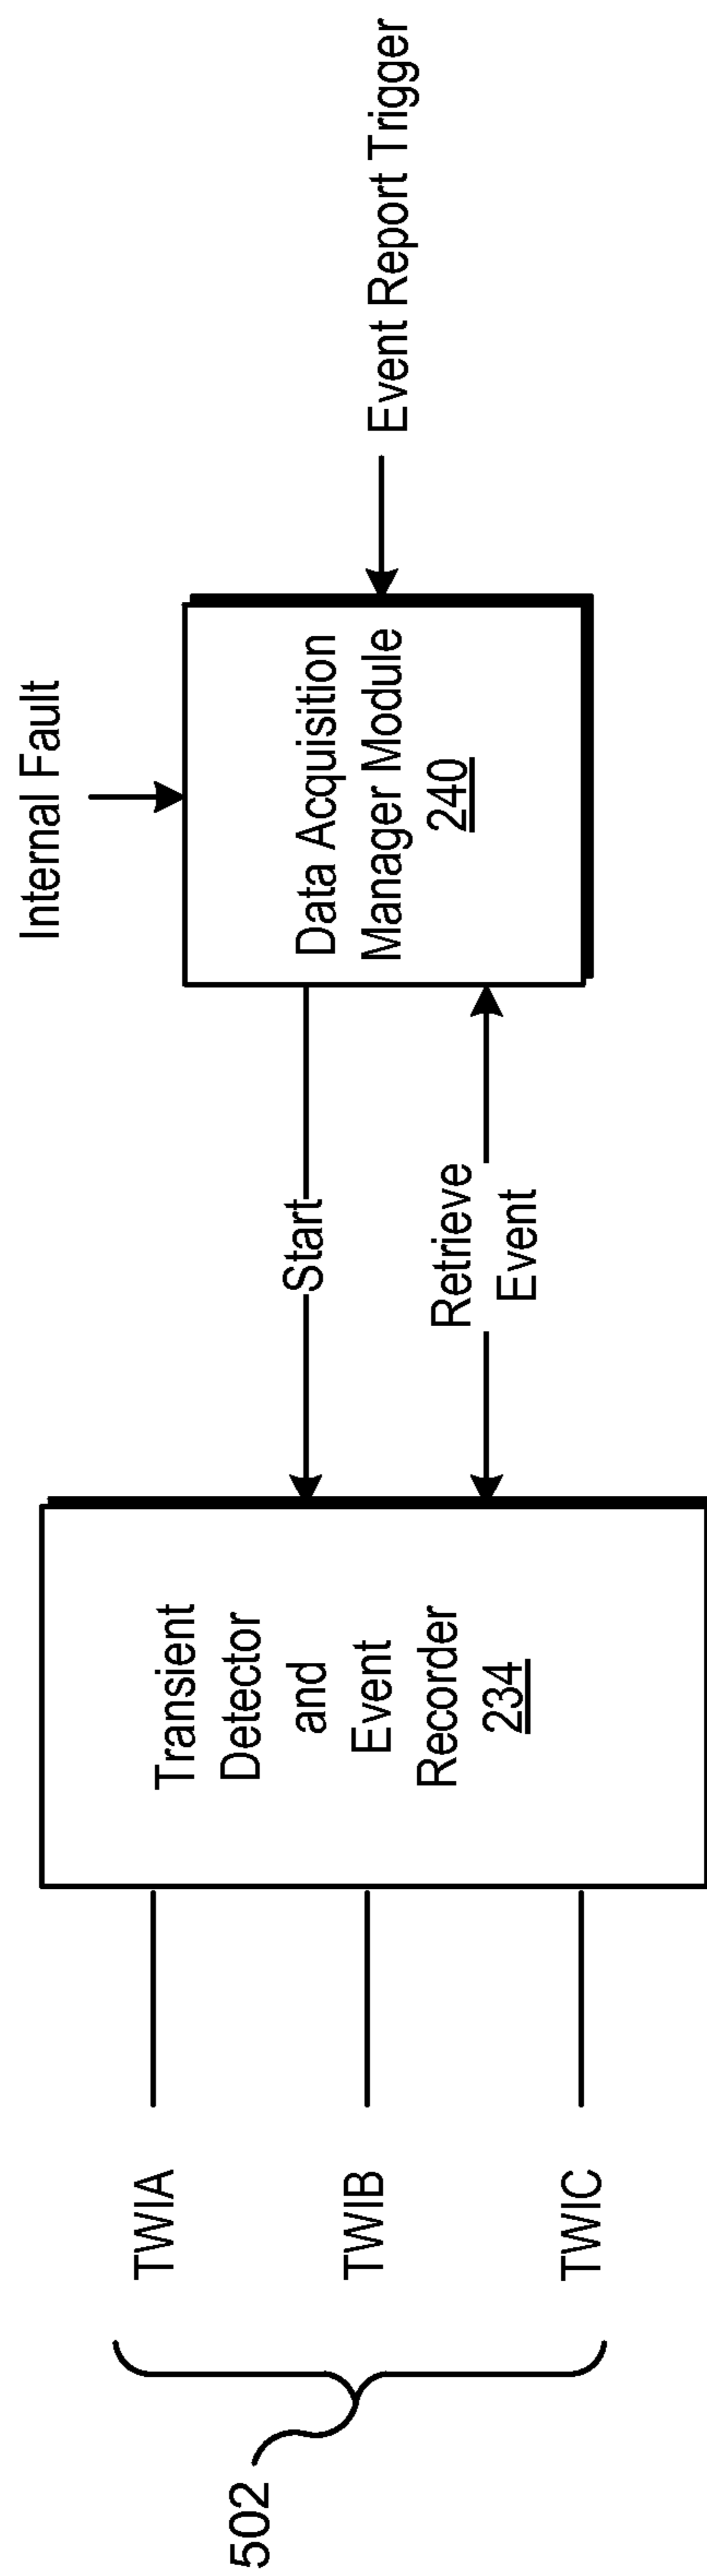 502
TWIA
TWIB
TWIC
Transient
Detector
and
Event
Recorder
234
Start
Retrieve
Event
Internal Fault
Data Acquisition
Manager Module
240
Event Report Trigger